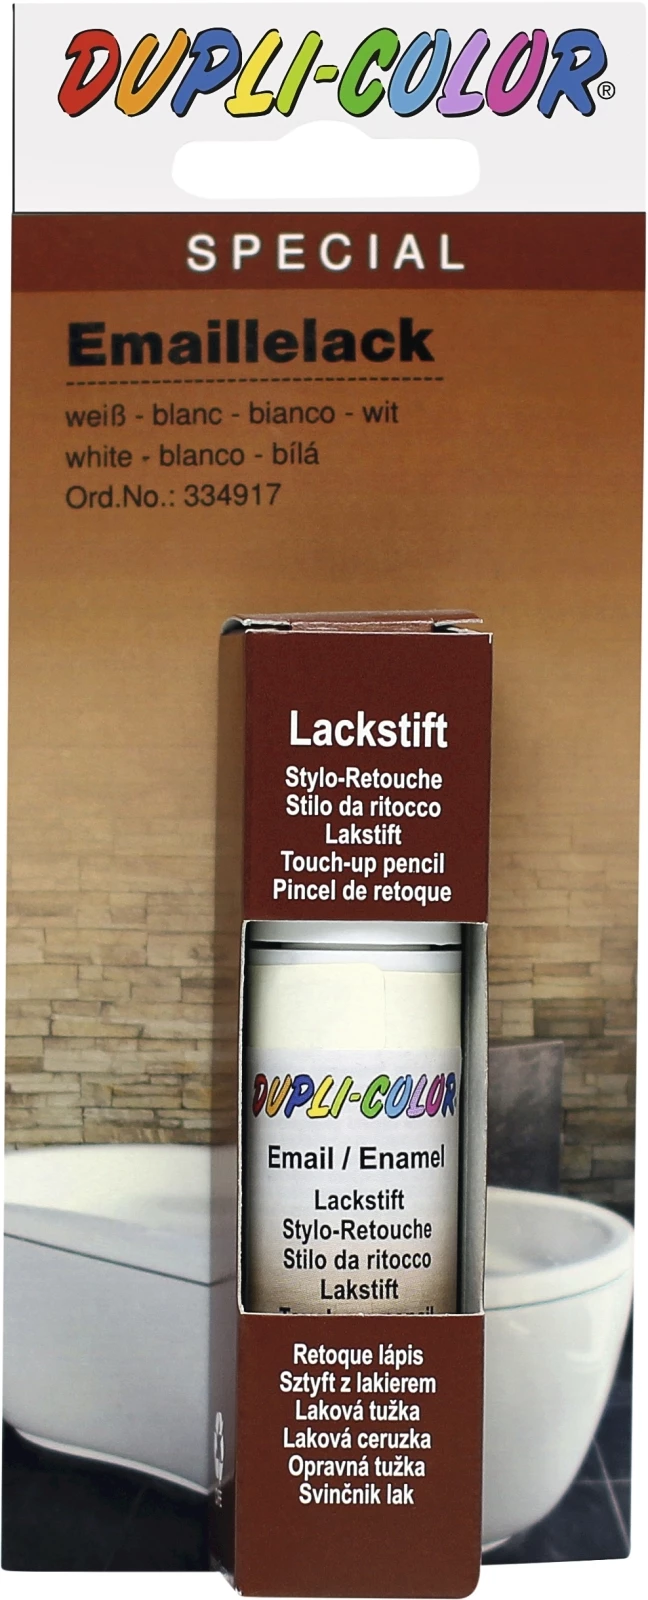 DUPLI-COLOR®
SPECIAL
Emaillelack
weiß - blanc - bianco - wit
white - blanco - bílá
Ord.No.: 334917
Lackstift
Stylo-Retouche
Stilo da ritocco
Lakstift
Touch-up pencil
Pincel de retoque
DUPLI-COLOR
Email / Enamel
Lackstift
Stylo-Retouche
Stilo da ritocco
Lakstift
Retoque lápis
Sztyft z lakierem
Laková tužka
Laková ceruzka
Opravná tužka
Svinčnik lak